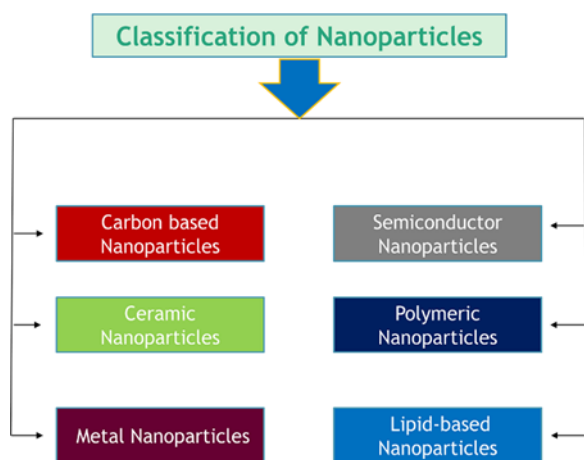 Classification of Nanoparticles
Carbon based
Nanoparticles
Semiconductor
Nanoparticles
Ceramic
Nanoparticles
Polymeric
Nanoparticles
Metal Nanoparticles
Lipid-based
Nanoparticles